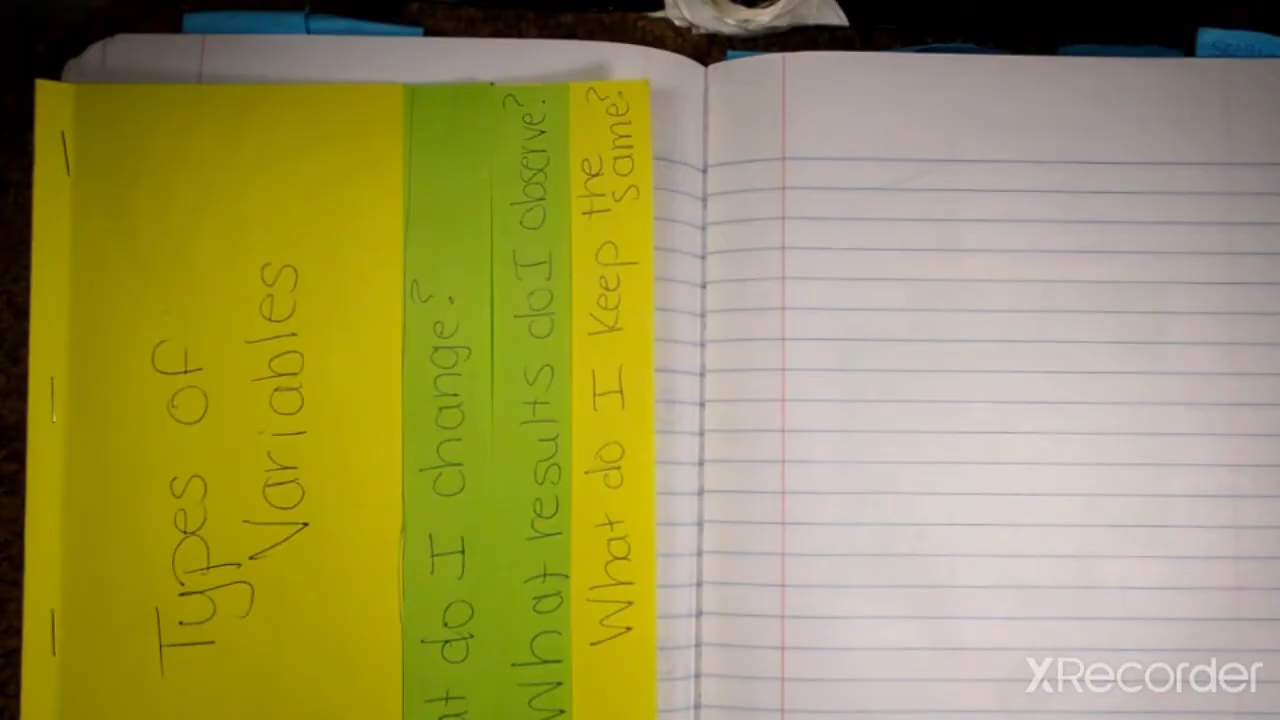 Types of
Variables
at do I change?
What results do I observe?
What do I keep the
same?
XRecorder